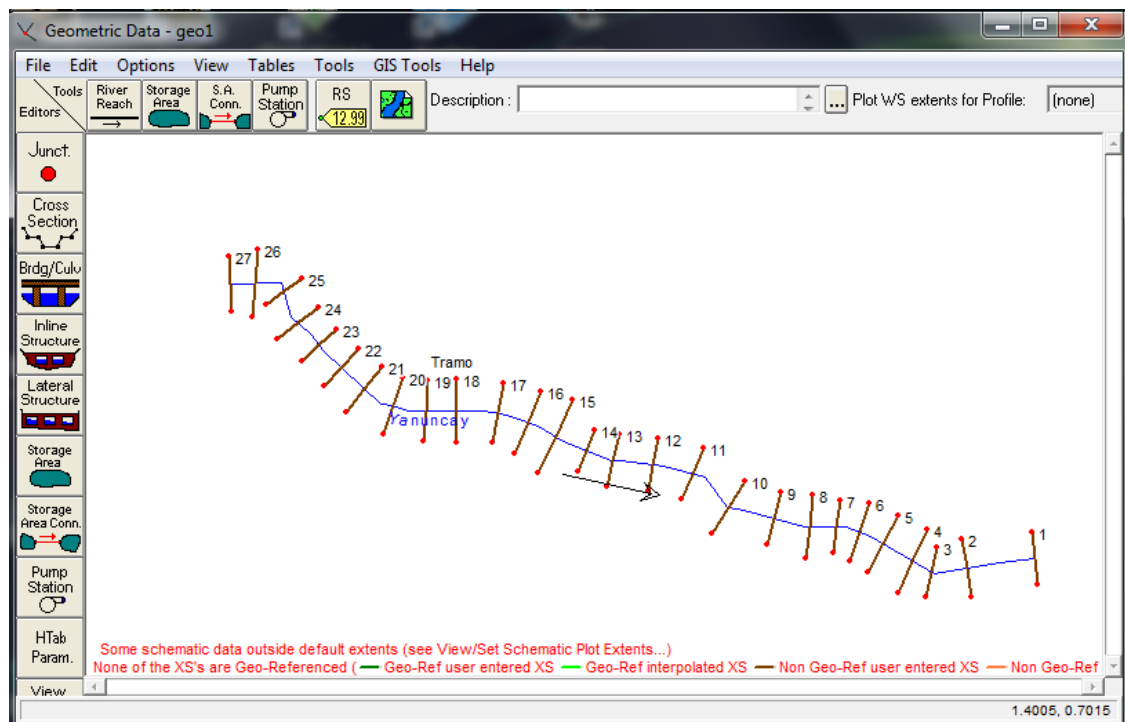 Geometric Data - geo1
File Edit Options View Tables Tools GIS Tools Help
Tools
Editors
River
Reach
Storage
Area
S.A.
Conn.
Pump
Station
RS
12.99
Description :
...
Plot WS extents for Profile:
(none)
Junct.
Cross
Section
Brdg/Culv
Inline
Structure
Lateral
Structure
Storage
Area
Storage
Area Conn.
Pump
Station
HTab
Param.
View
27
26
25
24
23
22
21
20
19
18
Tramo
Yanuncay
17
16
15
14
13
12
11
10
9
8
7
6
5
4
3
2
1
Some schematic data outside default extents (see View/Set Schematic Plot Extents...)
None of the XS's are Geo-Referenced ( Geo-Ref user entered XS Geo-Ref interpolated XS Non Geo-Ref user entered XS Non Geo-Ref
1.4005, 0.7015